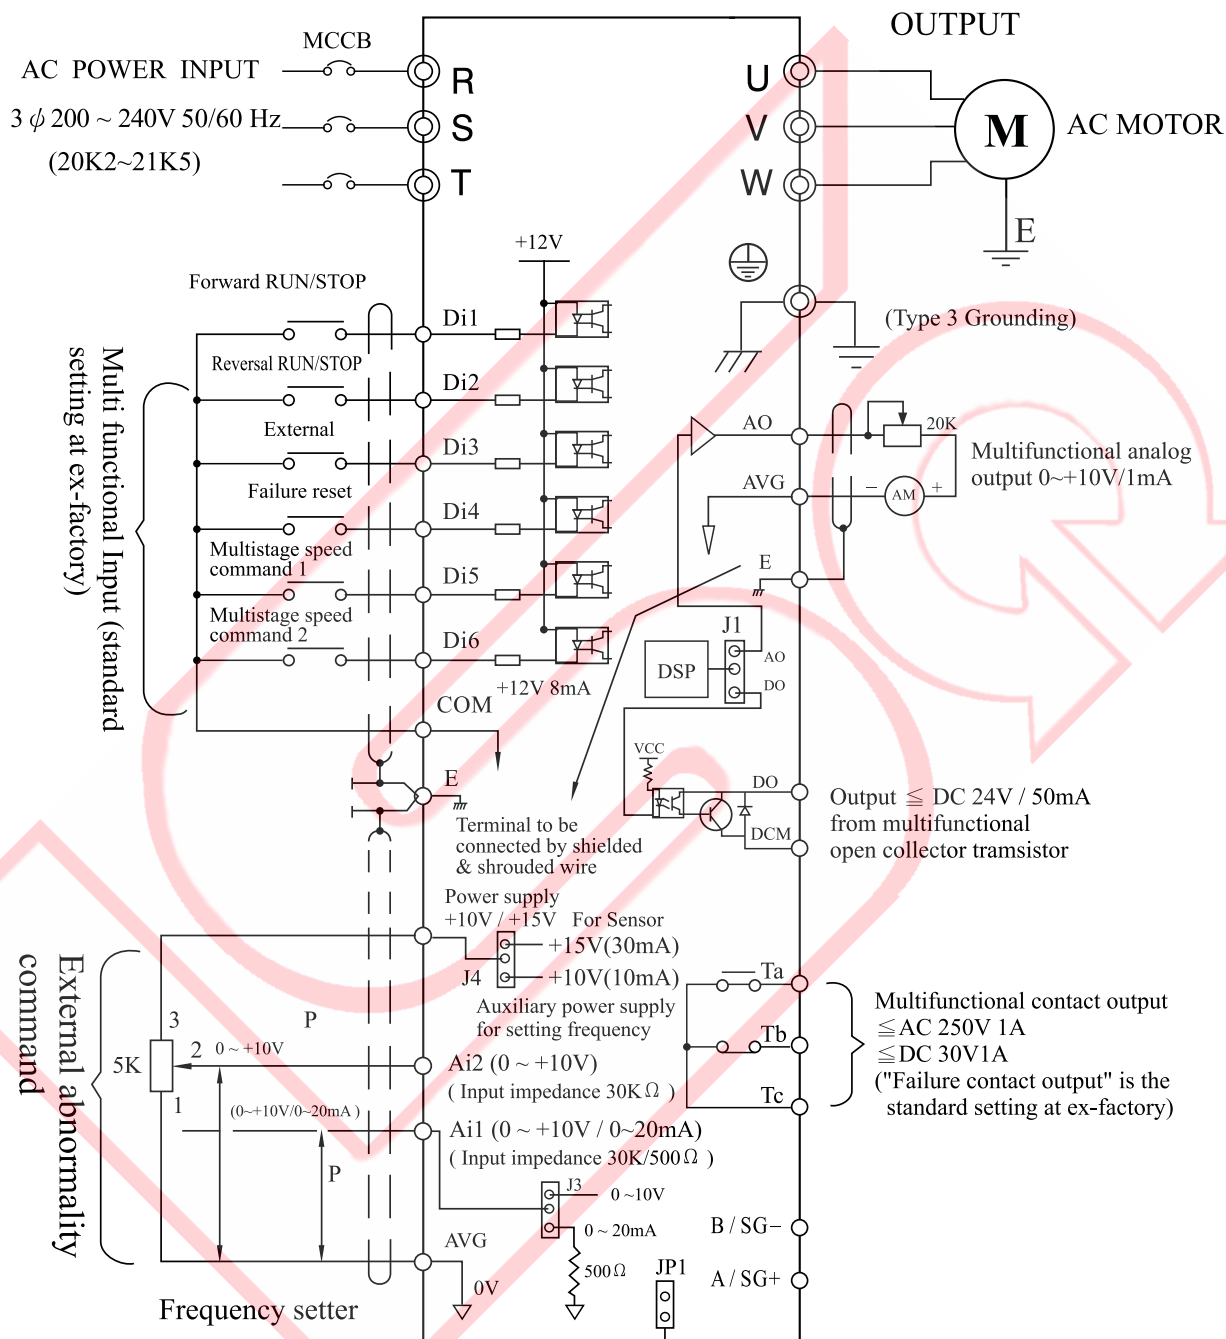 OUTPUT
MCCB
AC POWER INPUT
R
U
3 ψ 200 ~ 240V 50/60 Hz
S
V
M
AC MOTOR
(20K2~21K5)
T
W
E
+12V
Forward RUN/STOP
Di1
(Type 3 Grounding)
Reversal RUN/STOP
Di2
External
Di3
Failure reset
Di4
Multistage speed
command 1
Di5
Multistage speed
command 2
Di6
+12V 8mA
COM
E
Multi functional Input (standard
setting at ex-factory)
AO
20K
Multifunctional analog
output 0~+10V/1mA
AVG
−
AM
+
E
J1
AO
DSP
DO
VCC
DO
DCM
Output ≦ DC 24V / 50mA
from multifunctional
open collector tramsistor
Terminal to be
connected by shielded
& shrouded wire
Power supply
+10V / +15V For Sensor
+15V(30mA)
J4
+10V(10mA)
Auxiliary power supply
for setting frequency
External abnormality
command
3
P
5K
2
0 ~ +10V
1
(0~+10V/0~20mA )
P
Ai2 (0 ~ +10V)
( Input impedance 30KΩ )
Ai1 (0 ~ +10V / 0~20mA)
( Input impedance 30K/500Ω )
J3
0 ~10V
0 ~ 20mA
500Ω
AVG
0V
Frequency setter
Ta
Tb
Tc
Multifunctional contact output
≦AC 250V 1A
≦DC 30V1A
("Failure contact output" is the
standard setting at ex-factory)
B / SG−
A / SG+
JP1